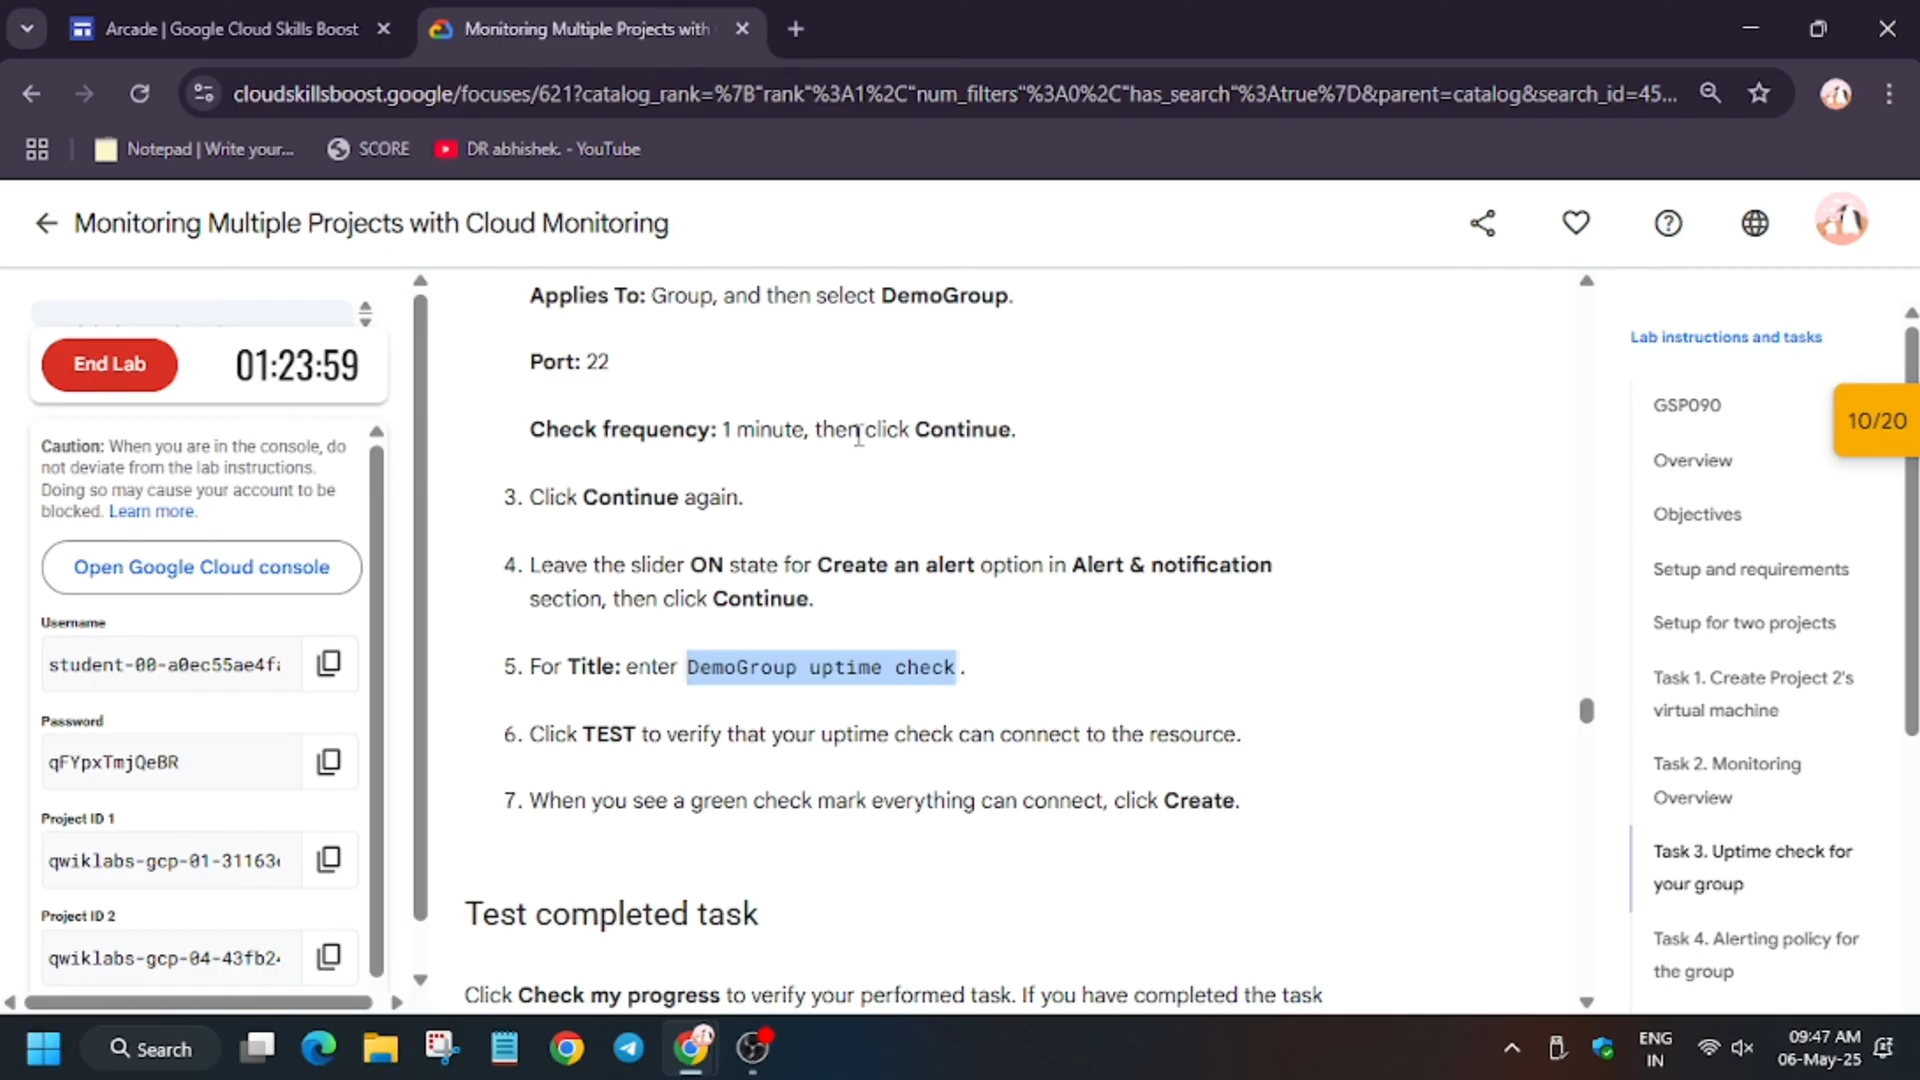 Arcade | Google Cloud Skills Boost
Monitoring Multiple Projects with
cloudskillsboost.google/focuses/621?catalog_rank=%7B"rank"%3A1%2C"num_filters"%3A0%2C"has_search"%3Atrue%7D&parent=catalog&search_id=45...
Notepad | Write your...
SCORE
DR abhishek. - YouTube
Monitoring Multiple Projects with Cloud Monitoring
End Lab
01:23:59
Caution: When you are in the console, do
not deviate from the lab instructions.
Doing so may cause your account to be
blocked. Learn more.
Open Google Cloud console
Username
student-00-a0ec55ae4fa
Password
qFYpxTmjQeBR
Project ID 1
qwiklabs-gcp-01-31163
Project ID 2
qwiklabs-gcp-04-43fb2
Applies To: Group, and then select DemoGroup.
Port: 22
Check frequency: 1 minute, then click Continue.
3. Click Continue again.
4. Leave the slider ON state for Create an alert option in Alert & notification
section, then click Continue.
5. For Title: enter DemoGroup uptime check.
6. Click TEST to verify that your uptime check can connect to the resource.
7. When you see a green check mark everything can connect, click Create.
Test completed task
Click Check my progress to verify your performed task. If you have completed the task
Lab instructions and tasks
10/20
GSP090
Overview
Objectives
Setup and requirements
Setup for two projects
Task 1. Create Project 2's
virtual machine
Task 2. Monitoring
Overview
Task 3. Uptime check for
your group
Task 4. Alerting policy for
the group
Search
ENG
IN
09:47 AM
06-May-25